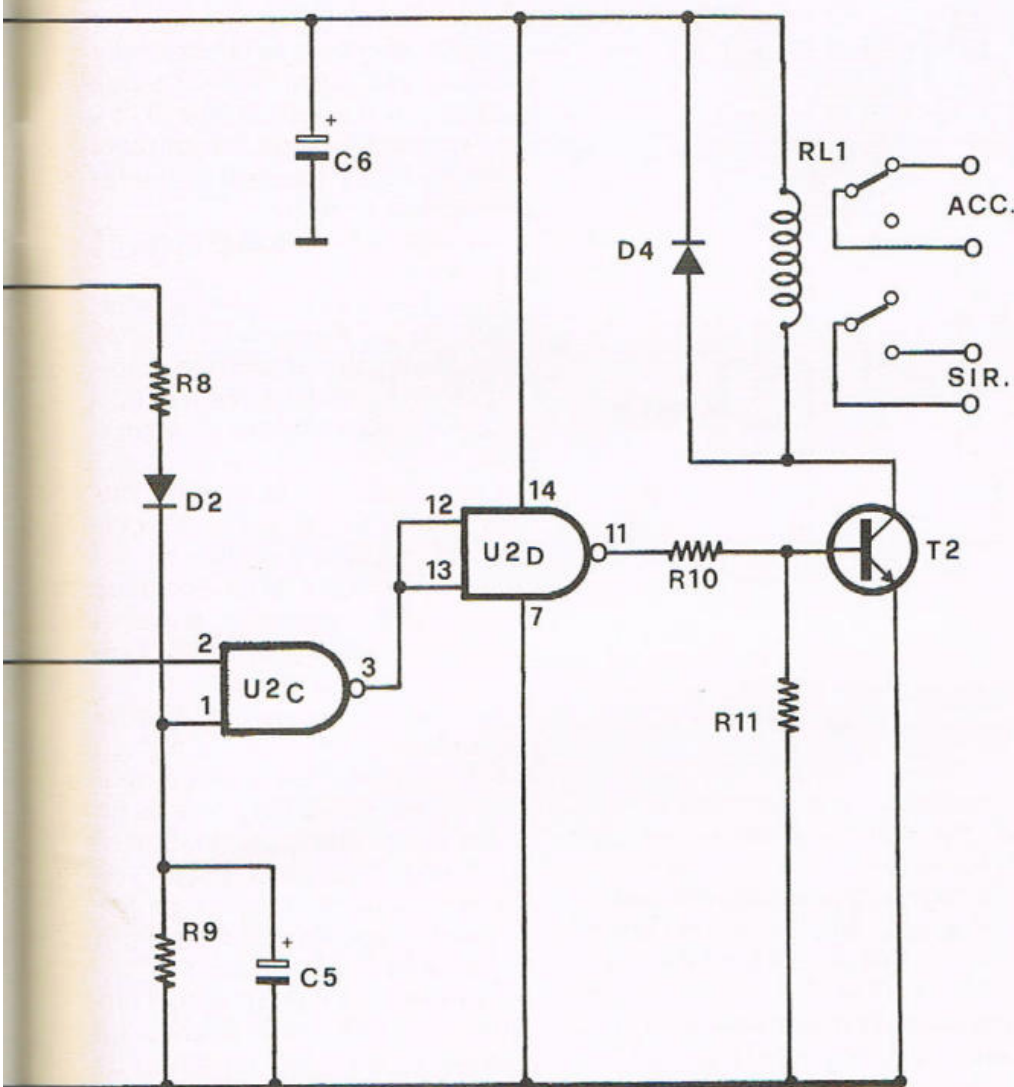 +
C6
RL1
ACC.
D4
R8
SIR.
D2
12
14
U2D
11
13
R10
T2
7
2
3
U2C
1
R11
R9
+
C5